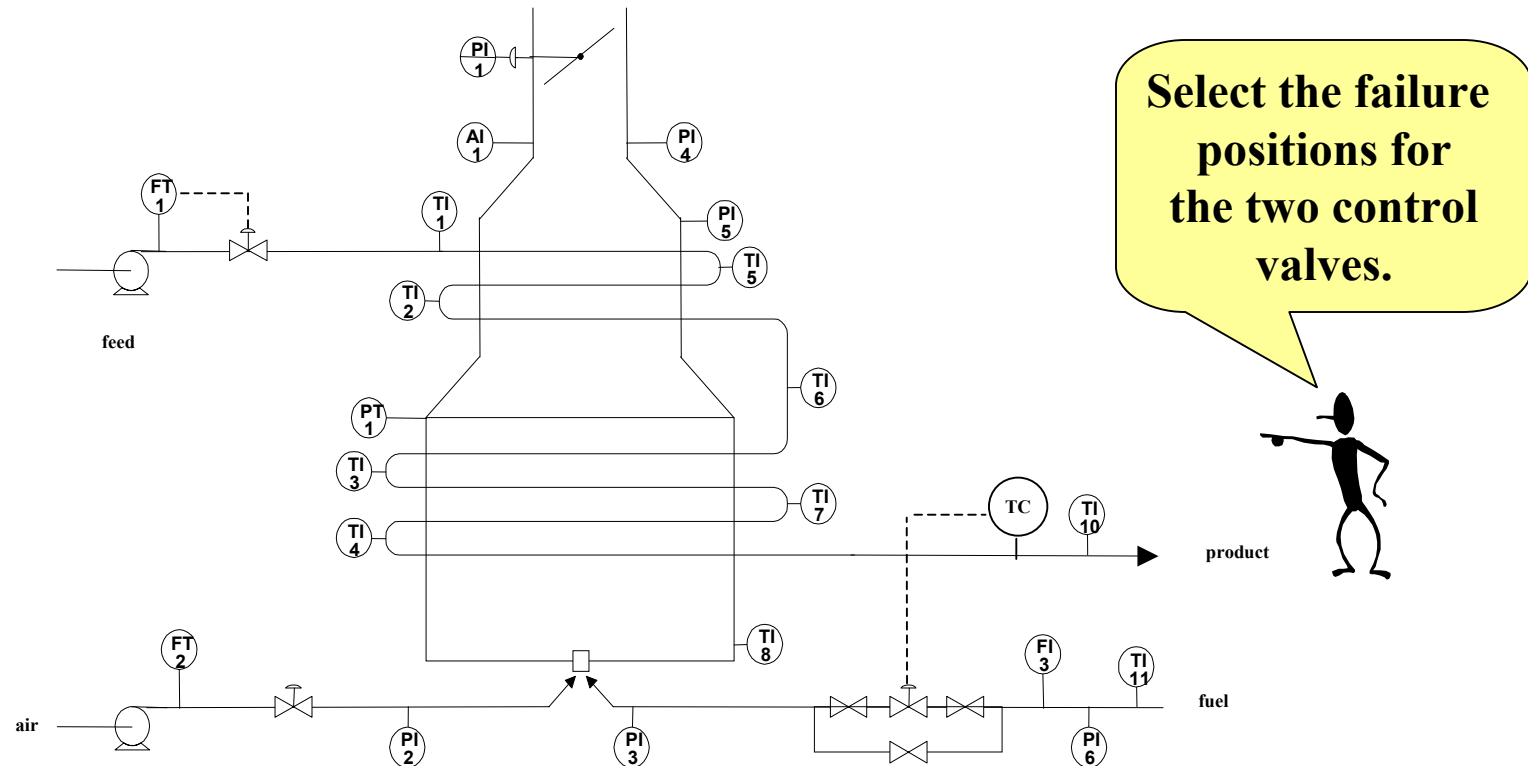 PI
1
Select the failure
positions for
the two control
valves.
AI
1
PI
4
FT
1
TI
1
PI
5
TI
5
TI
2
feed
TI
6
PT
1
TI
3
TI
7
TC
TI
10
TI
4
product
FT
2
TI
8
FI
3
TI
11
fuel
air
PI
2
PI
3
PI
6